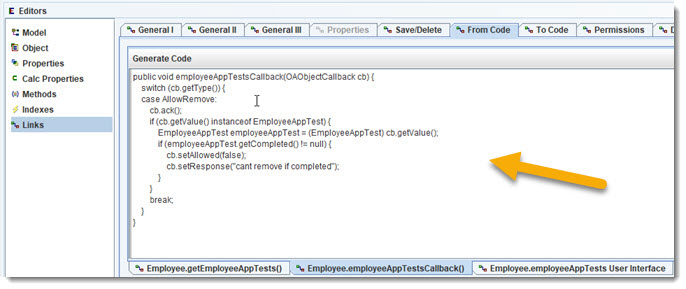 Editors
Model
Object
Properties
Calc Properties
Methods
Indexes
Links
General I
General II
General III
Properties
Save/Delete
From Code
To Code
Permissions
D
Generate Code
public void employeeAppTestsCallback(OAObjectCallback cb) {
switch (cb.getType()) {
case AllowRemove:
cb.ack();
if (cb.getValue() instanceof EmployeeAppTest) {
EmployeeAppTest employeeAppTest = (EmployeeAppTest) cb.getValue();
if (employeeAppTest.getCompleted() != null) {
cb.setAllowed(false);
cb.setResponse("cant remove if completed");
}
}
break;
}
}
Employee.getEmployeeAppTests()
Employee.employeeAppTestsCallback()
Employee.employeeAppTests User Interface